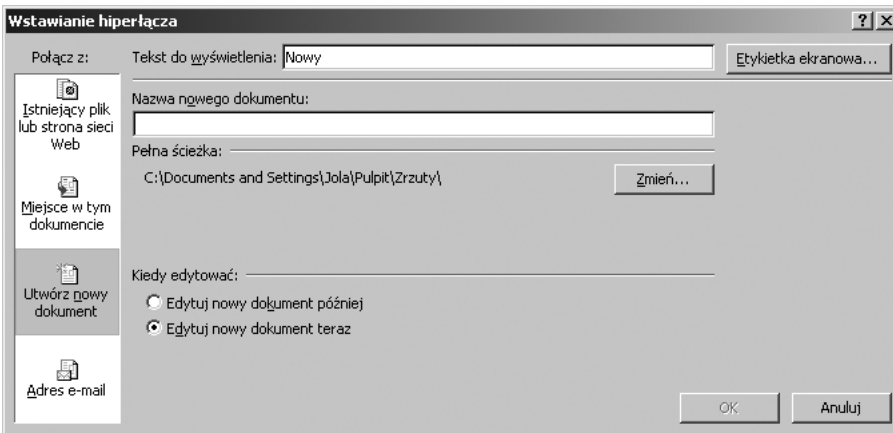 Wstawianie hiperłącza
Połącz z:
Tekst do wyświetlenia: Nowy
Etykietka ekranowa...
Istniejący plik
lub strona sieci
Web
Miejsce w tym
dokumencie
Utwórz nowy
dokument
Adres e-mail
Nazwa nowego dokumentu:
Pełna ścieżka:
C:\Documents and Settings\Jola\Pulpit\Zrzuty\
Zmień...
Kiedy edytować:
Edytuj nowy dokument później
Edytuj nowy dokument teraz
OK
Anuluj